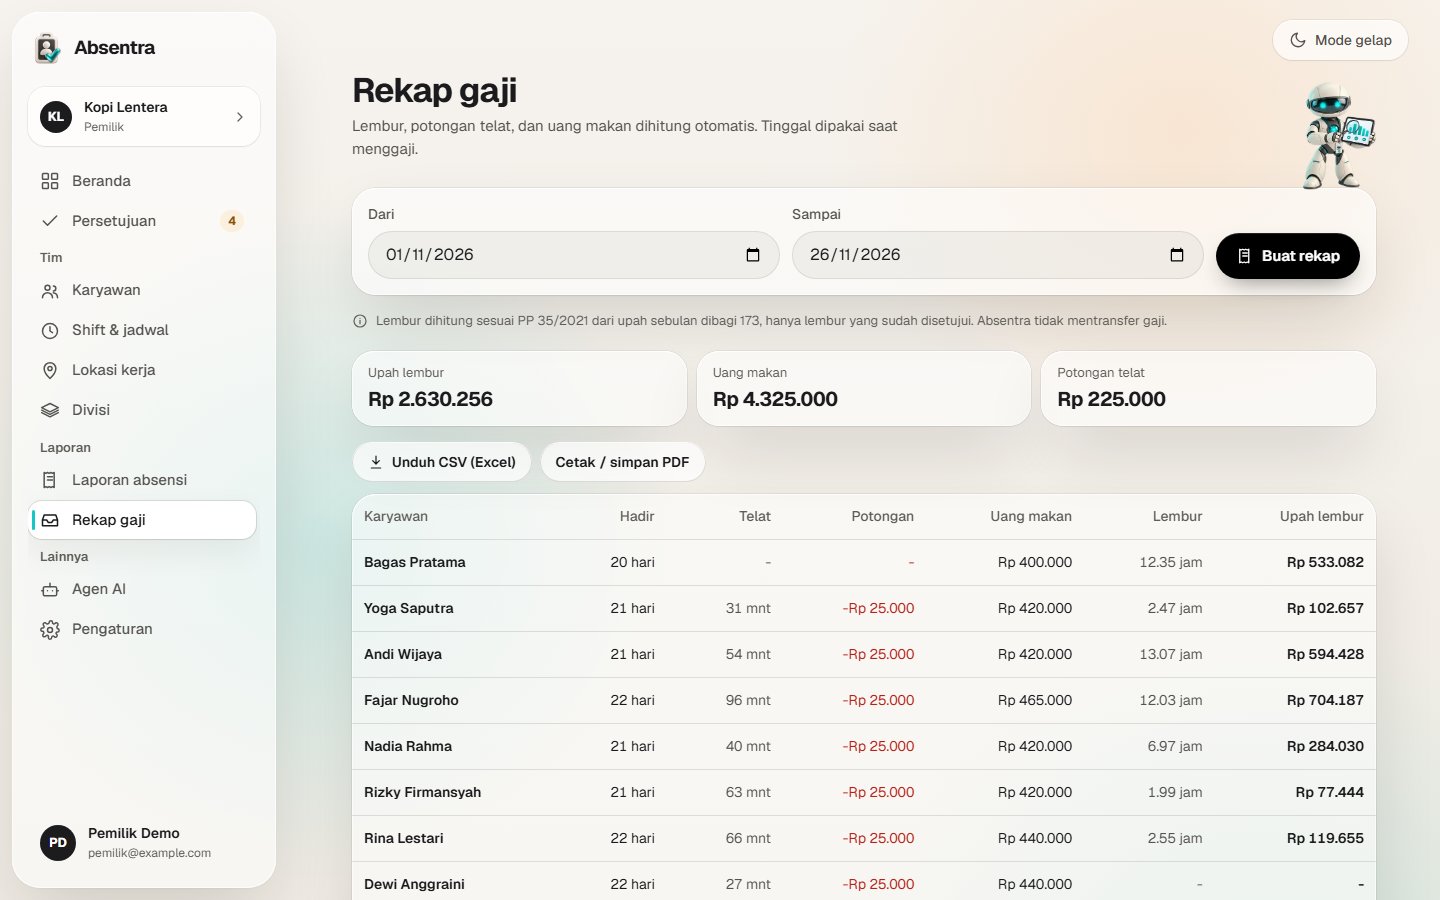 Absentra
Mode gelap
KL
Kopi Lentera
Pemilik
Beranda
Persetujuan 4
Tim
Karyawan
Shift & jadwal
Lokasi kerja
Divisi
Laporan
Laporan absensi
Rekap gaji
Lainnya
Agen AI
Pengaturan
PD
Pemilik Demo
pemilik@example.com
Rekap gaji
Lembur, potongan telat, dan uang makan dihitung otomatis. Tinggal dipakai saat
menggaji.
Dari
01/11/2026
Sampai
26/11/2026
Buat rekap
Lembur dihitung sesuai PP 35/2021 dari upah sebulan dibagi 173, hanya lembur yang sudah disetujui. Absentra tidak mentransfer gaji.
Upah lembur
Rp 2.630.256
Uang makan
Rp 4.325.000
Potongan telat
Rp 225.000
Unduh CSV (Excel)
Cetak / simpan PDF
Karyawan Hadir Telat Potongan Uang makan Lembur Upah lembur
Bagas Pratama 20 hari - - Rp 400.000 12.35 jam Rp 533.082
Yoga Saputra 21 hari 31 mnt -Rp 25.000 Rp 420.000 2.47 jam Rp 102.657
Andi Wijaya 21 hari 54 mnt -Rp 25.000 Rp 420.000 13.07 jam Rp 594.428
Fajar Nugroho 22 hari 96 mnt -Rp 25.000 Rp 465.000 12.03 jam Rp 704.187
Nadia Rahma 21 hari 40 mnt -Rp 25.000 Rp 420.000 6.97 jam Rp 284.030
Rizky Firmansyah 21 hari 63 mnt -Rp 25.000 Rp 420.000 1.99 jam Rp 77.444
Rina Lestari 22 hari 66 mnt -Rp 25.000 Rp 440.000 2.55 jam Rp 119.655
Dewi Anggraini 22 hari 27 mnt -Rp 25.000 Rp 440.000 - -